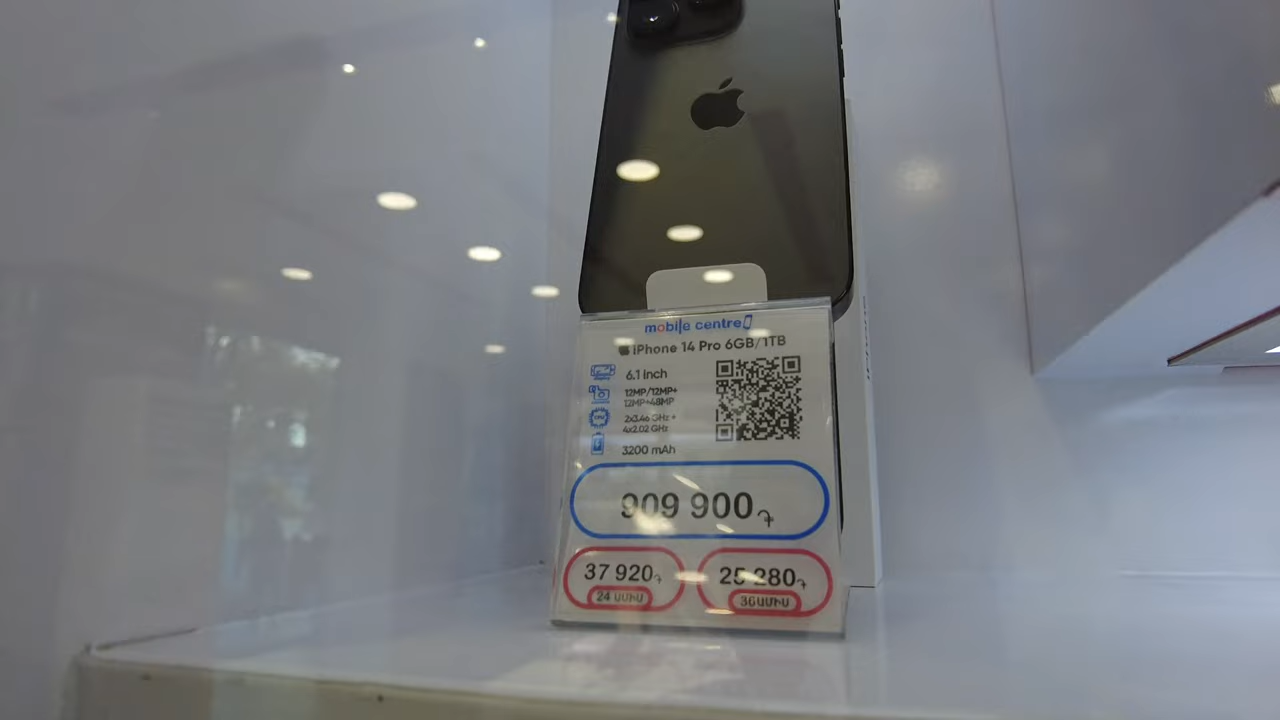 mobile centre
iPhone 14 Pro 6GB/1TB
6.1 inch
12MP/12MP+
12MP+48MP
2x3.46 GHz +
4x2.02 GHz
3200 mAh
909 900֏
37 920֏
24 ԱՄԻՍ
25 280֏
36 ԱՄԻՍ